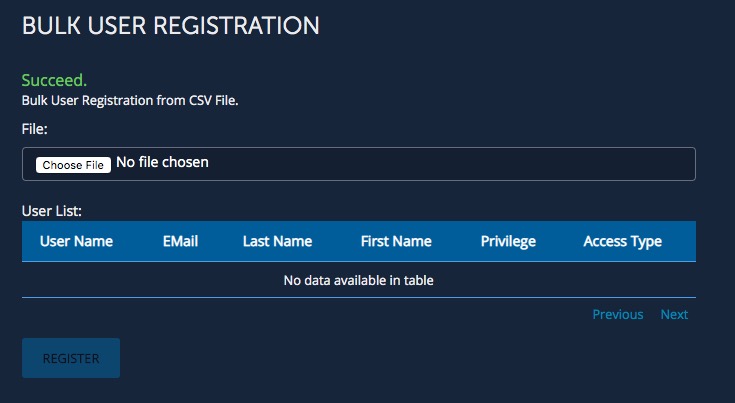 BULK USER REGISTRATION
Succeed.
Bulk User Registration from CSV File.
File:
Choose File No file chosen
User List:
User Name EMail Last Name First Name Privilege Access Type
No data available in table
Previous Next
REGISTER